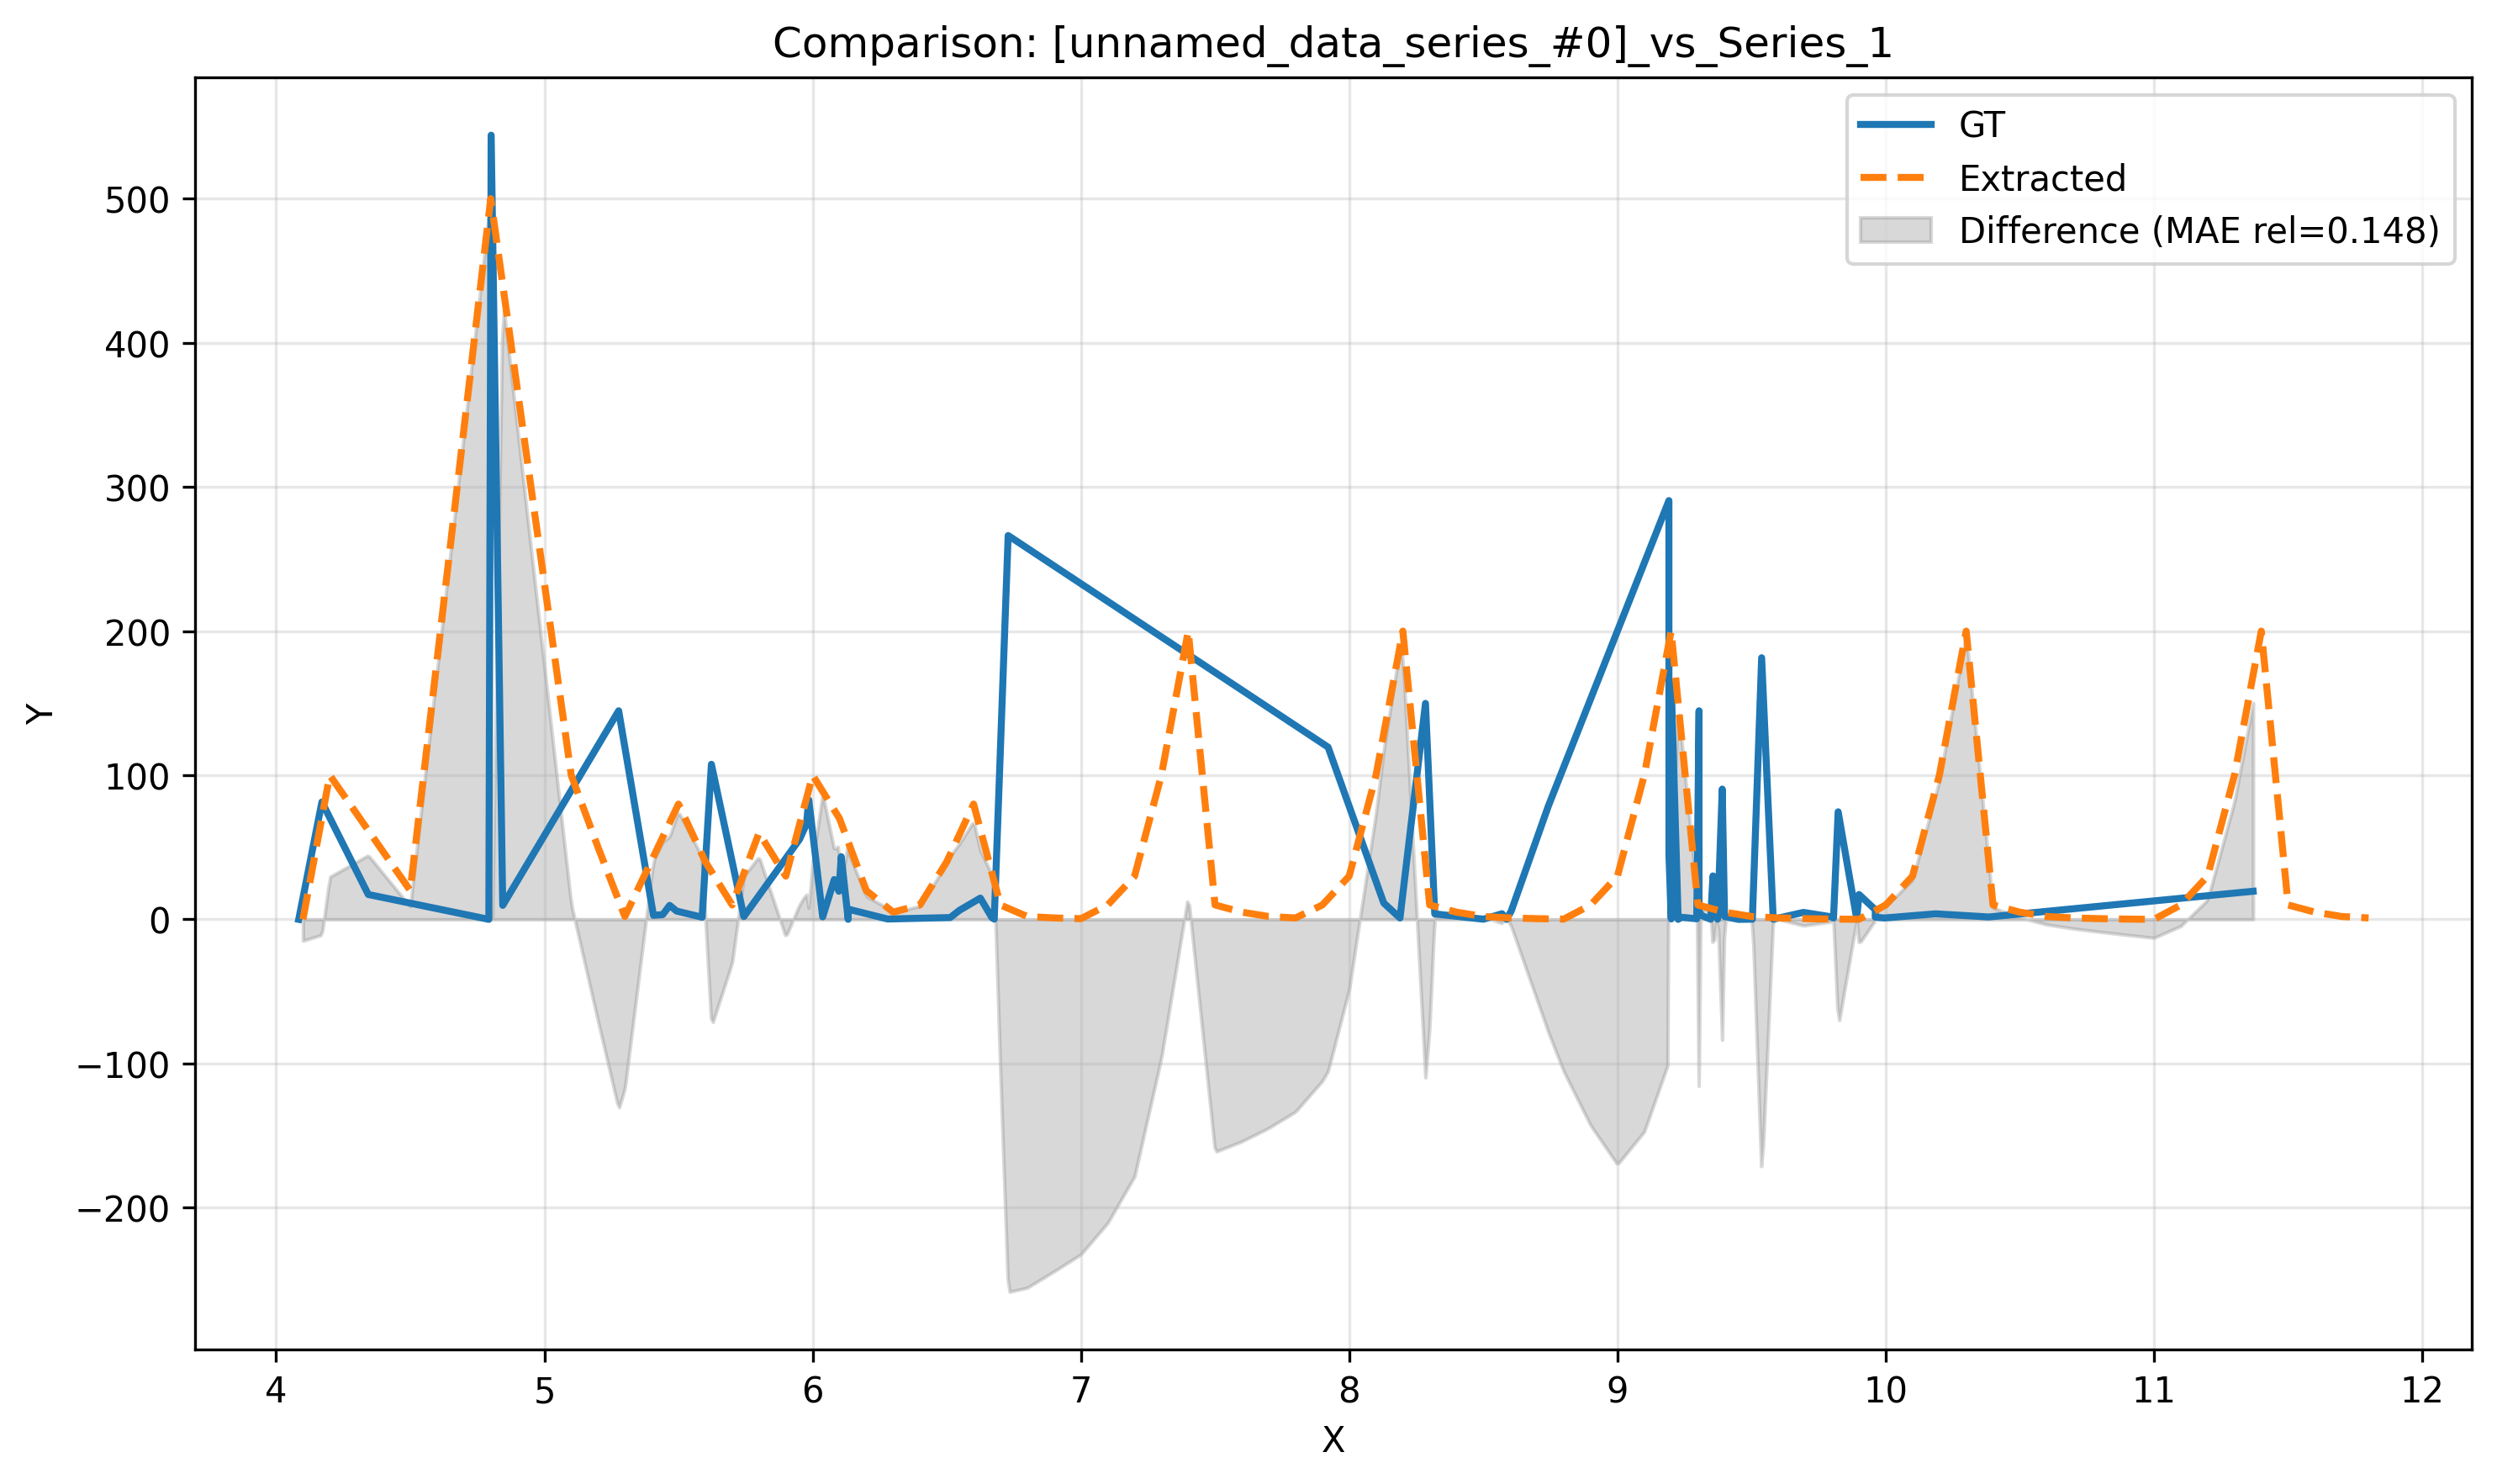 Comparison: [unnamed_data_series_#0]_vs_Series_1
GT
Extracted
Difference (MAE rel=0.148)
500
400
300
200
100
0
−100
−200
Y
4 5 6 7 8 9 10 11 12
X